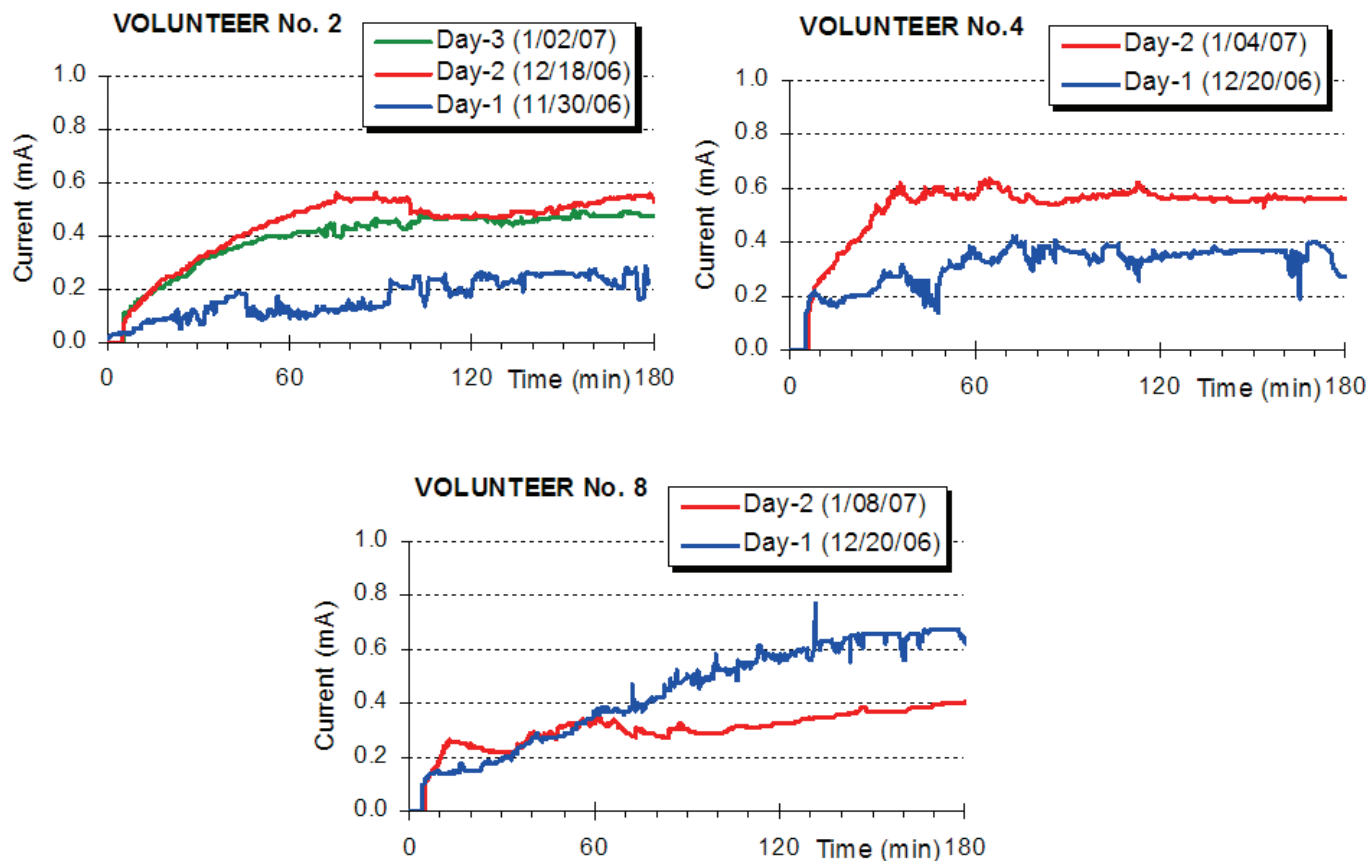 VOLUNTEER No. 2
Day-3 (1/02/07)
Day-2 (12/18/06)
Day-1 (11/30/06)
1.0
0.8
0.6
0.4
0.2
0.0
Current (mA)
0
60
120
Time (min)
180
VOLUNTEER No.4
Day-2 (1/04/07)
Day-1 (12/20/06)
1.0
0.8
0.6
0.4
0.2
0.0
Current (mA)
0
60
120
Time (min)
180
VOLUNTEER No. 8
Day-2 (1/08/07)
Day-1 (12/20/06)
1.0
0.8
0.6
0.4
0.2
0.0
Current (mA)
0
60
120
Time (min)
180